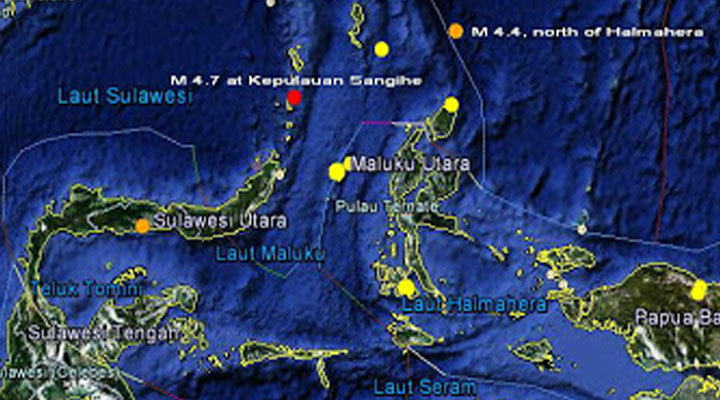 M 4.4, north of Halmahera
M 4.7 at Kepulauan Sangihe
Laut Sulawesi
Maluku Utara
Pulau Ternate
Sulawesi Utara
Laut Maluku
Teluk Tomini
Laut Halmahera
Papua Ba
Sulawesi Tengah
ulawesi (Celebes)
Laut Seram